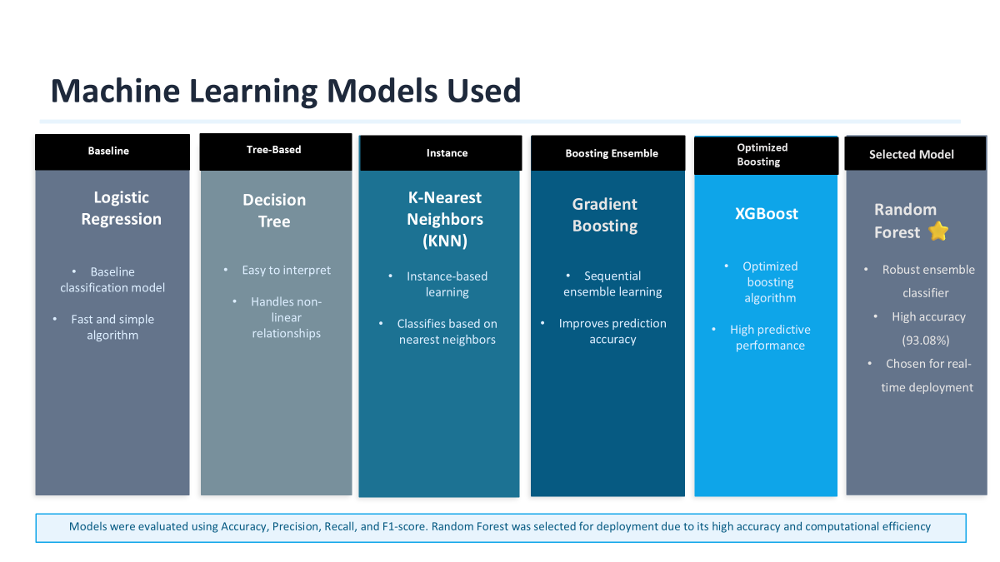 Machine Learning Models Used
Baseline
Logistic
Regression
• Baseline
classification model
• Fast and simple
algorithm
Tree-Based
Decision
Tree
• Easy to interpret
• Handles non-
linear
relationships
Instance
K-Nearest
Neighbors
(KNN)
• Instance-based
learning
• Classifies based on
nearest neighbors
Boosting Ensemble
Gradient
Boosting
• Sequential
ensemble learning
• Improves prediction
accuracy
Optimized
Boosting
XGBoost
• Optimized
boosting
algorithm
• High predictive
performance
Selected Model
Random
Forest ⭐
• Robust ensemble
classifier
• High accuracy
(93.08%)
• Chosen for real-
time deployment
Models were evaluated using Accuracy, Precision, Recall, and F1-score. Random Forest was selected for deployment due to its high accuracy and computational efficiency